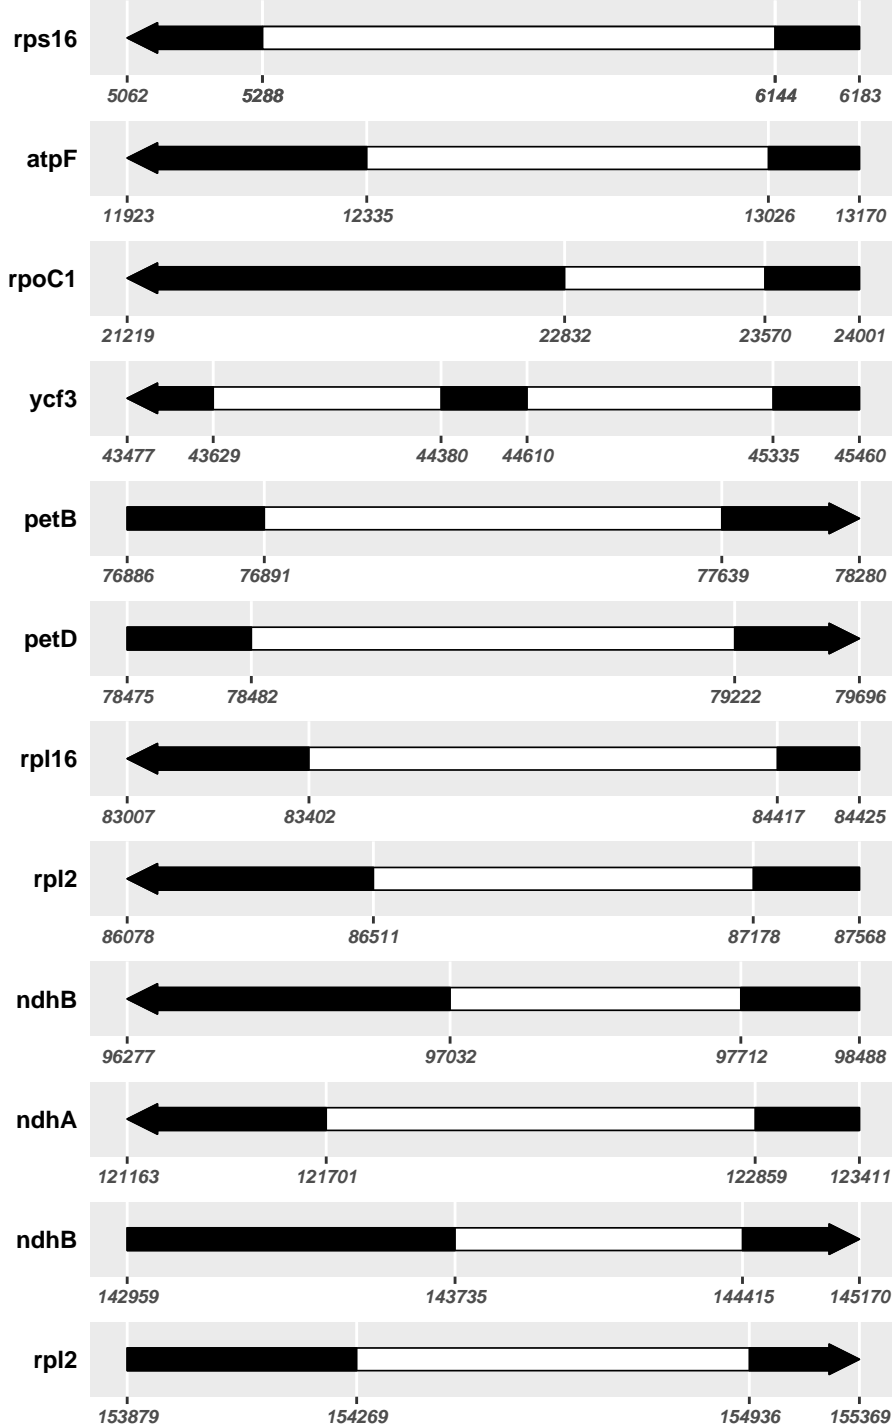 rps16
5062 5288 6144 6183
atpF
11923 12335 13026 13170
rpoC1
21219 22832 23570 24001
ycf3
43477 43629 44380 44610 45335 45460
petB
76886 76891 77639 78280
petD
78475 78482 79222 79696
rpl16
83007 83402 84417 84425
rpl2
86078 86511 87178 87568
ndhB
96277 97032 97712 98488
ndhA
121163 121701 122859 123411
ndhB
142959 143735 144415 145170
rpl2
153879 154269 154936 155369